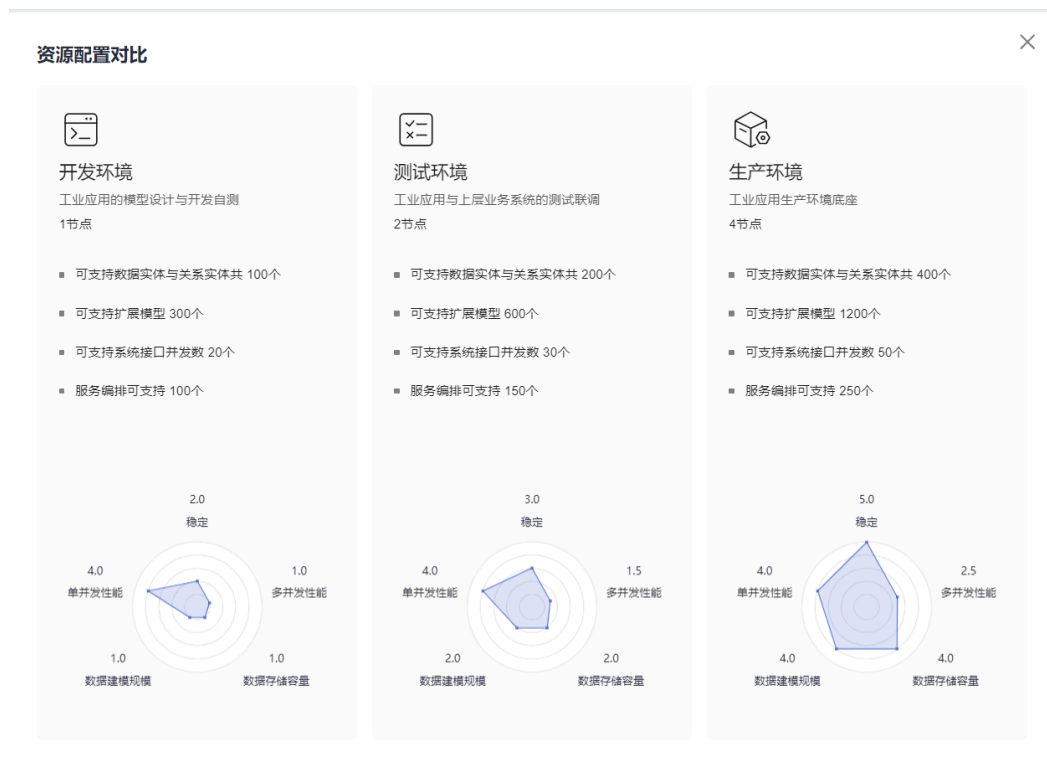 资源配置对比
开发环境
工业应用的模型设计与开发自测
1节点
可支持数据实体与关系实体共 100个
可支持扩展模型 300个
可支持系统接口并发数 20个
服务编排可支持 100个
2.0
稳定
4.0
单并发性能
1.0
多并发性能
1.0
数据建模规模
1.0
数据存储容量
测试环境
工业应用与上层业务系统的测试联调
2节点
可支持数据实体与关系实体共 200个
可支持扩展模型 600个
可支持系统接口并发数 30个
服务编排可支持 150个
3.0
稳定
4.0
单并发性能
1.5
多并发性能
2.0
数据建模规模
2.0
数据存储容量
生产环境
工业应用生产环境底座
4节点
可支持数据实体与关系实体共 400个
可支持扩展模型 1200个
可支持系统接口并发数 50个
服务编排可支持 250个
5.0
稳定
4.0
单并发性能
2.5
多并发性能
4.0
数据建模规模
4.0
数据存储容量